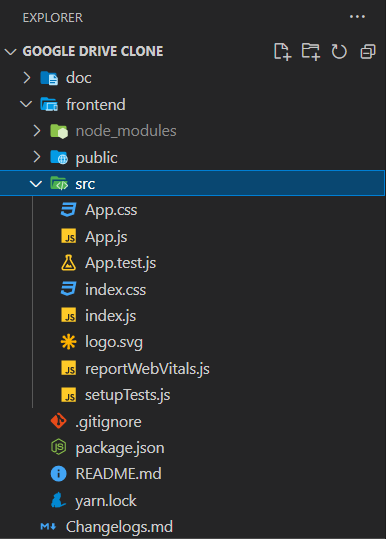 EXPLORER
GOOGLE DRIVE CLONE
doc
frontend
node_modules
public
src
App.css
App.js
App.test.js
index.css
index.js
logo.svg
reportWebVitals.js
setupTests.js
.gitignore
package.json
README.md
yarn.lock
Changelogs.md